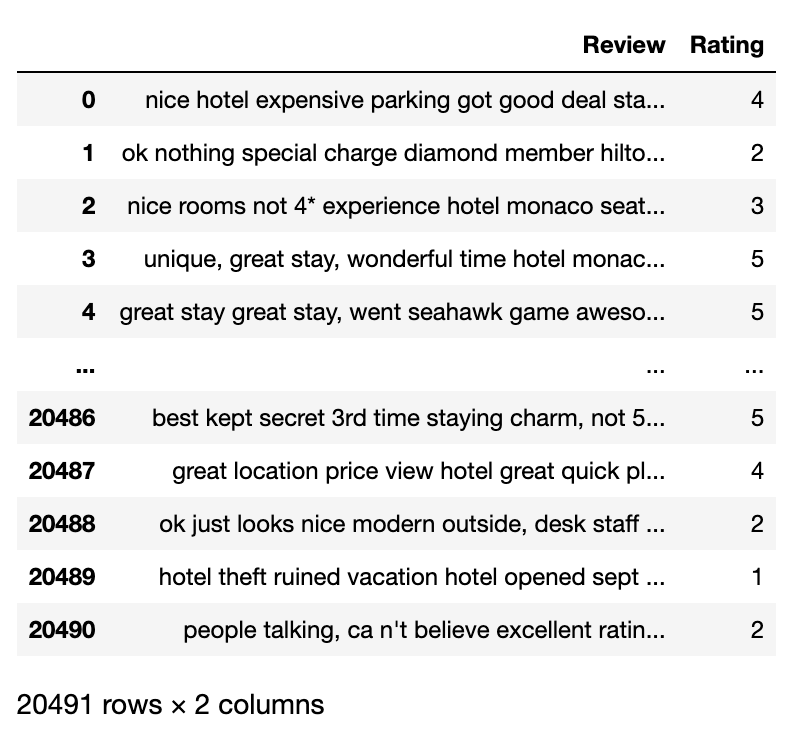 Review Rating
0 nice hotel expensive parking got good deal sta... 4
1 ok nothing special charge diamond member hilto... 2
2 nice rooms not 4* experience hotel monaco seat... 3
3 unique, great stay, wonderful time hotel monac... 5
4 great stay great stay, went seahawk game aweso... 5
... ... ...
20486 best kept secret 3rd time staying charm, not 5... 5
20487 great location price view hotel great quick pl... 4
20488 ok just looks nice modern outside, desk staff ... 2
20489 hotel theft ruined vacation hotel opened sept ... 1
20490 people talking, ca n't believe excellent ratin... 2
20491 rows × 2 columns